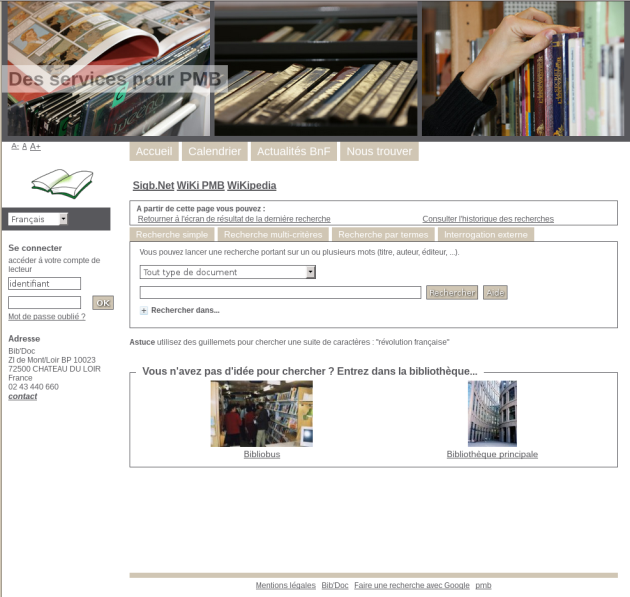 Des services pour PMB
A- A A+
Accueil Calendrier Actualités BnF Nous trouver
Sigb.Net WiKi PMB WiKipedia
Français
A partir de cette page vous pouvez :
Retourner à l'écran de résultat de la dernière recherche Consulter l'historique des recherches
Recherche simple Recherche multi-critères Recherche par termes Interrogation externe
Vous pouvez lancer une recherche portant sur un ou plusieurs mots (titre, auteur, éditeur, ...).
Tout type de document
Rechercher Aide
Rechercher dans...
Se connecter
accéder à votre compte de
lecteur
identifiant
OK
Mot de passe oublié ?
Adresse
Bib'Doc
ZI de Mont/Loir BP 10023
72500 CHATEAU DU LOIR
France
02 43 440 660
contact
Astuce utilisez des guillemets pour chercher une suite de caractères : "révolution française"
Vous n'avez pas d'idée pour chercher ? Entrez dans la bibliothèque...
Bibliobus Bibliothéque principale
Mentions légales Bib'Doc Faire une recherche avec Google pmb